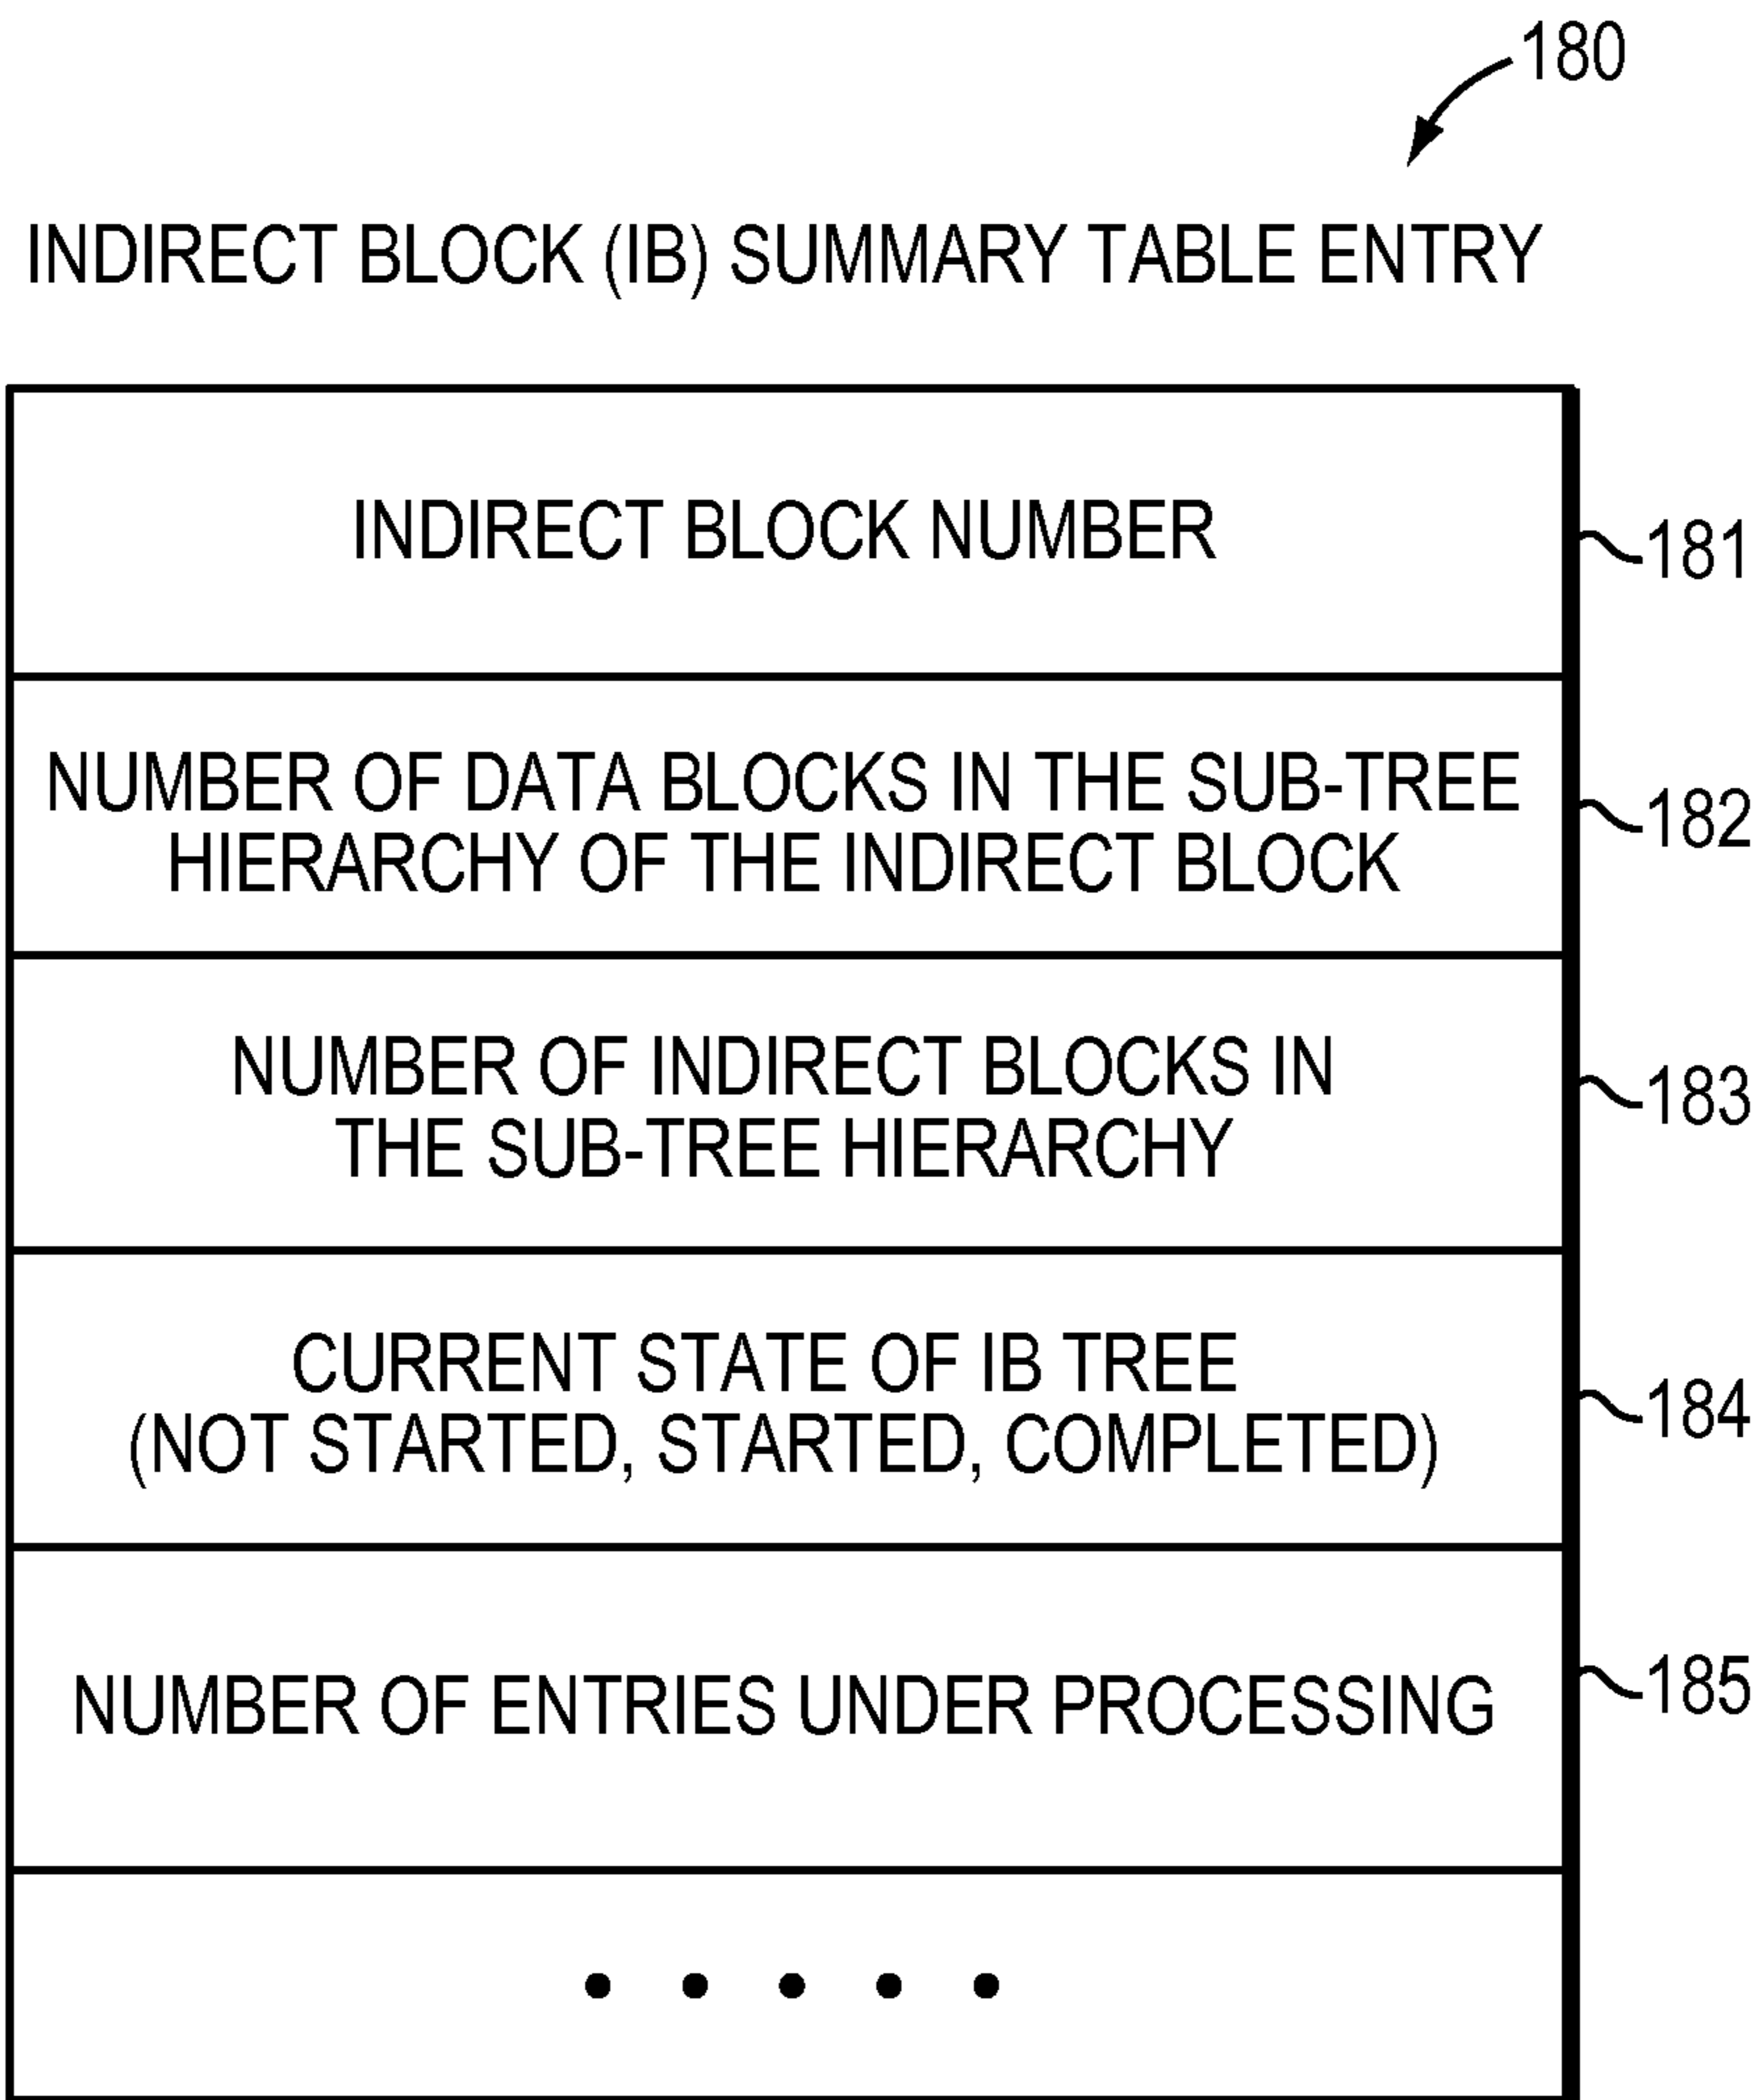 180
INDIRECT BLOCK (IB) SUMMARY TABLE ENTRY
INDIRECT BLOCK NUMBER
181
NUMBER OF DATA BLOCKS IN THE SUB-TREE
HIERARCHY OF THE INDIRECT BLOCK
182
NUMBER OF INDIRECT BLOCKS IN
THE SUB-TREE HIERARCHY
183
CURRENT STATE OF IB TREE
(NOT STARTED, STARTED, COMPLETED)
184
NUMBER OF ENTRIES UNDER PROCESSING
185
• • • • •